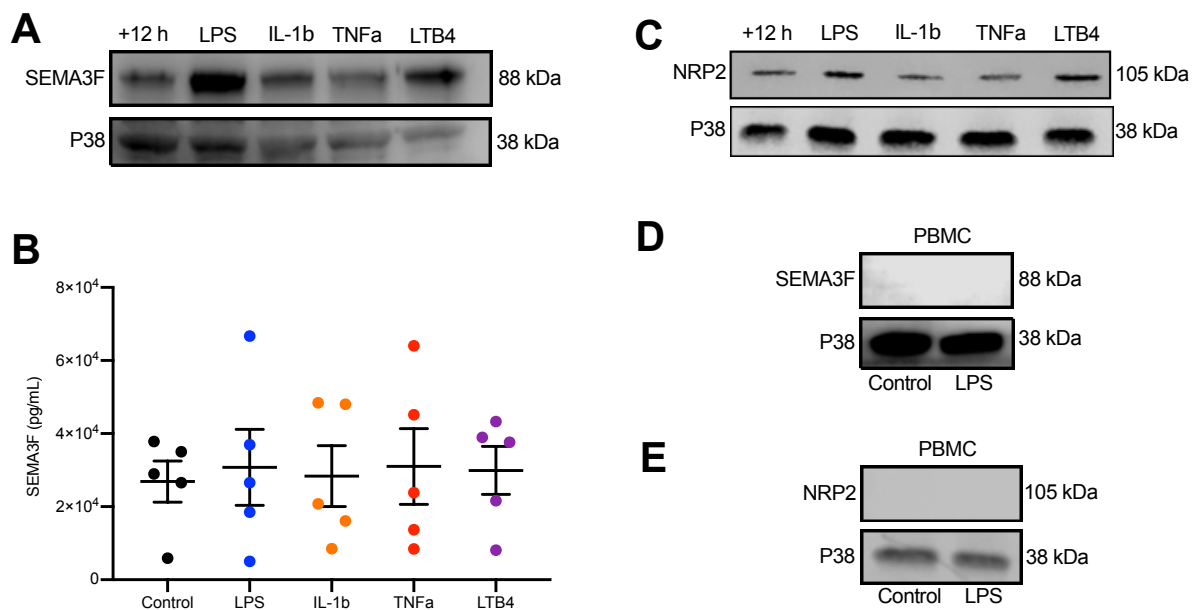 A
+12 h LPS IL-1b TNFa LTB4
SEMA3F 88 kDa
P38 38 kDa
B
8×10⁴
6×10⁴
4×10⁴
2×10⁴
0
SEMA3F (pg/mL)
Control LPS IL-1b TNFa LTB4
C
+12 h LPS IL-1b TNFa LTB4
NRP2 105 kDa
P38 38 kDa
D
PBMC
SEMA3F 88 kDa
P38 38 kDa
Control LPS
E
PBMC
NRP2 105 kDa
P38 38 kDa
Control LPS